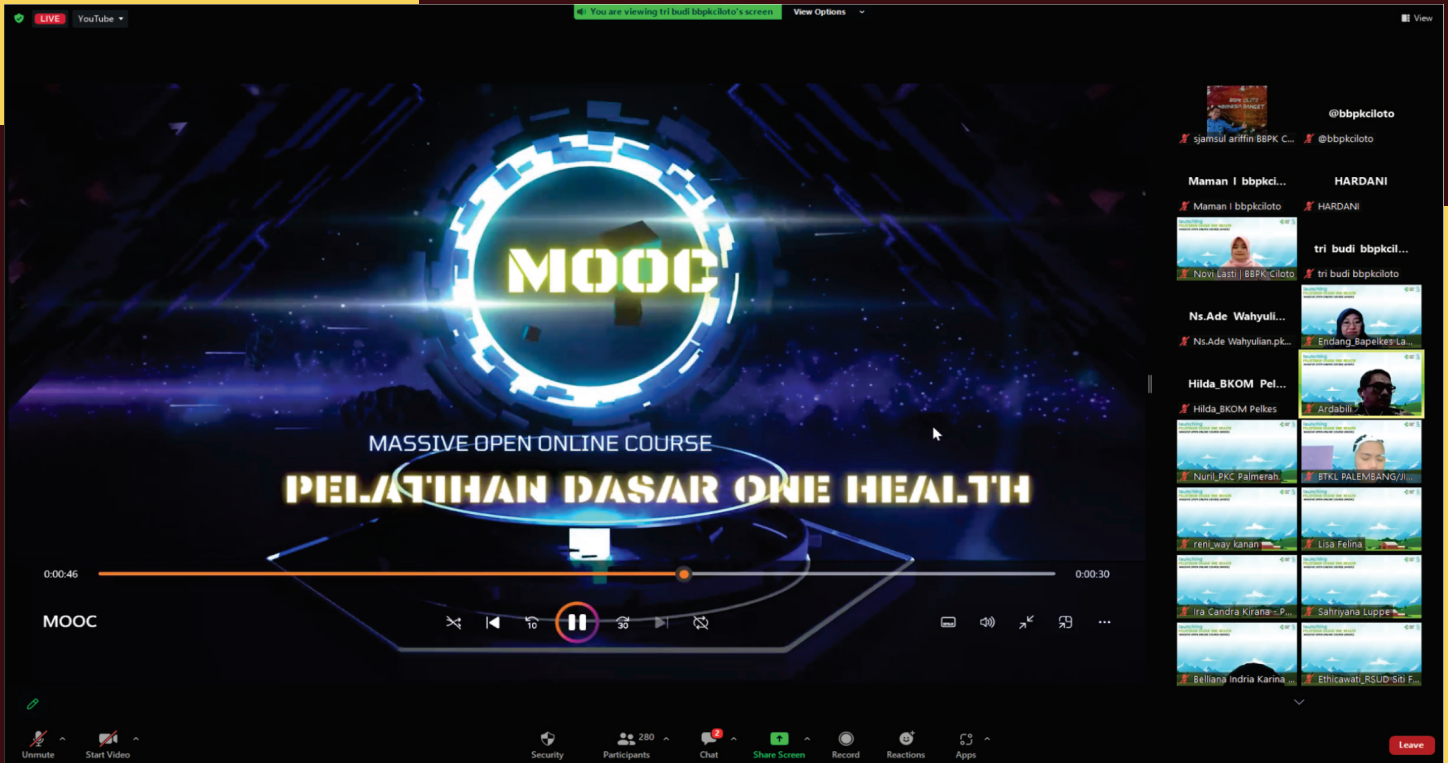 LIVE
YouTube
You are viewing tri budi bbpkciloto's screen
View Options
View
MOOC
MASSIVE OPEN ONLINE COURSE
PELATIHAN DASAR ONE HEALTH
0:00:46
0:00:30
MOOC
10
30
sjamsul ariffin BBPK C...
@bbpkciloto
@bbpkciloto
Maman I bbpkci...
Maman I bbpkciloto
HARDANI
HARDANI
Novi Lasti | BBPK Ciloto
tri budi bbpkcil...
tri budi bbpkciloto
Ns.Ade Wahyuli...
Ns.Ade Wahyulian.pk...
Endang_Bapelkes La...
Hilda_BKOM Pel...
Hilda_BKOM Pelkes
Ardabili
Nuril_PKC Palmerah
BTKL PALEMBANG/JI...
reni_way kanan
Lisa Felina
Ira Candra Kirana - P...
Sahriyana Luppe
Belliana Indria Karina ...
Ethicawati_RSUD Siti F...
Unmute
Start Video
Security
280
Participants
2
Chat
Share Screen
Record
Reactions
Apps
Leave